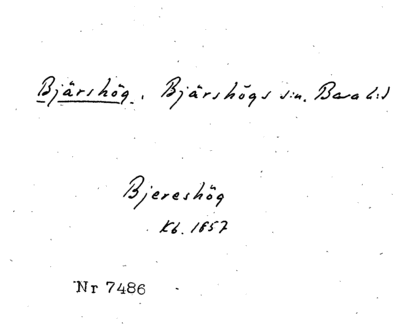 Bjärshög. Bjärshögs sn. Bara hd
Bjereshög
Kb. 1657
Nr 7486